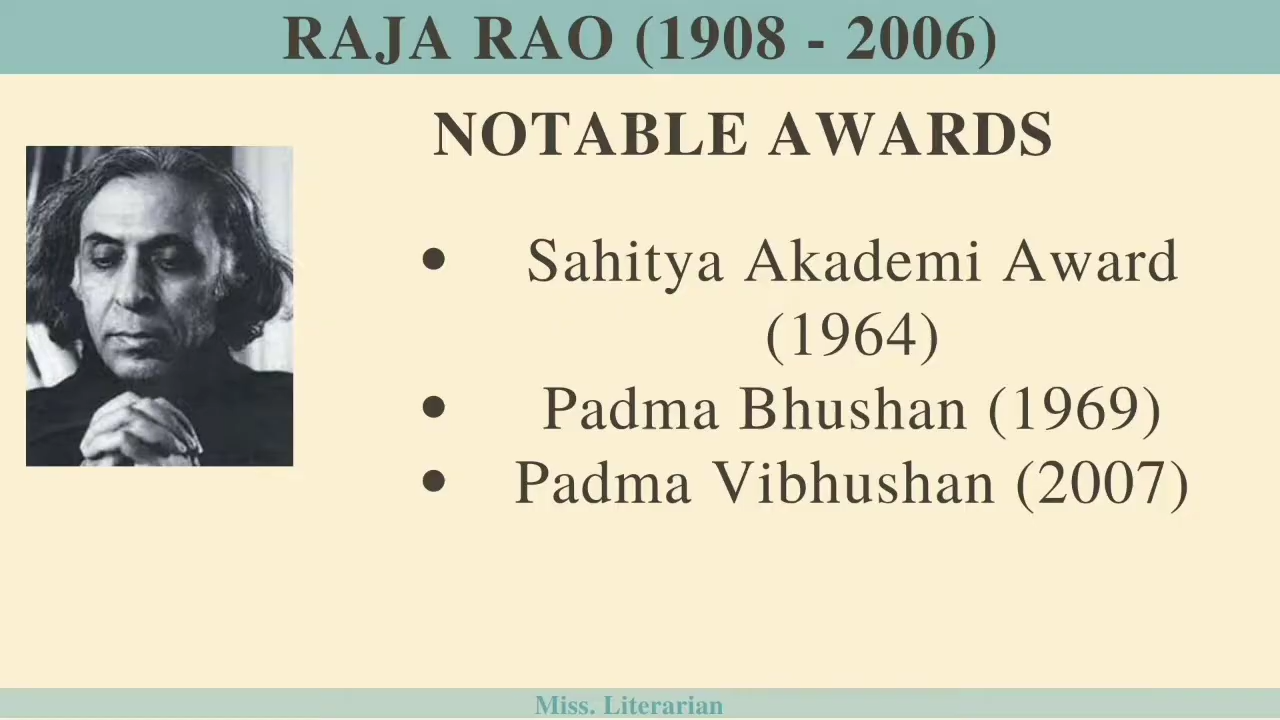 RAJA RAO (1908 - 2006)
NOTABLE AWARDS
• Sahitya Akademi Award
(1964)
• Padma Bhushan (1969)
• Padma Vibhushan (2007)
Miss. Literarian